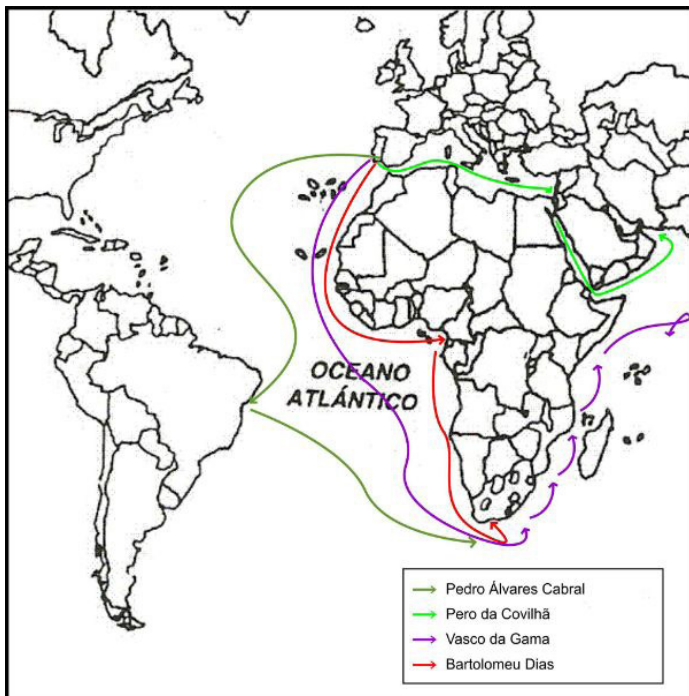 OCEANO
ATLÁNTICO
Pedro Álvares Cabral
Pero da Covilhã
Vasco da Gama
Bartolomeu Dias